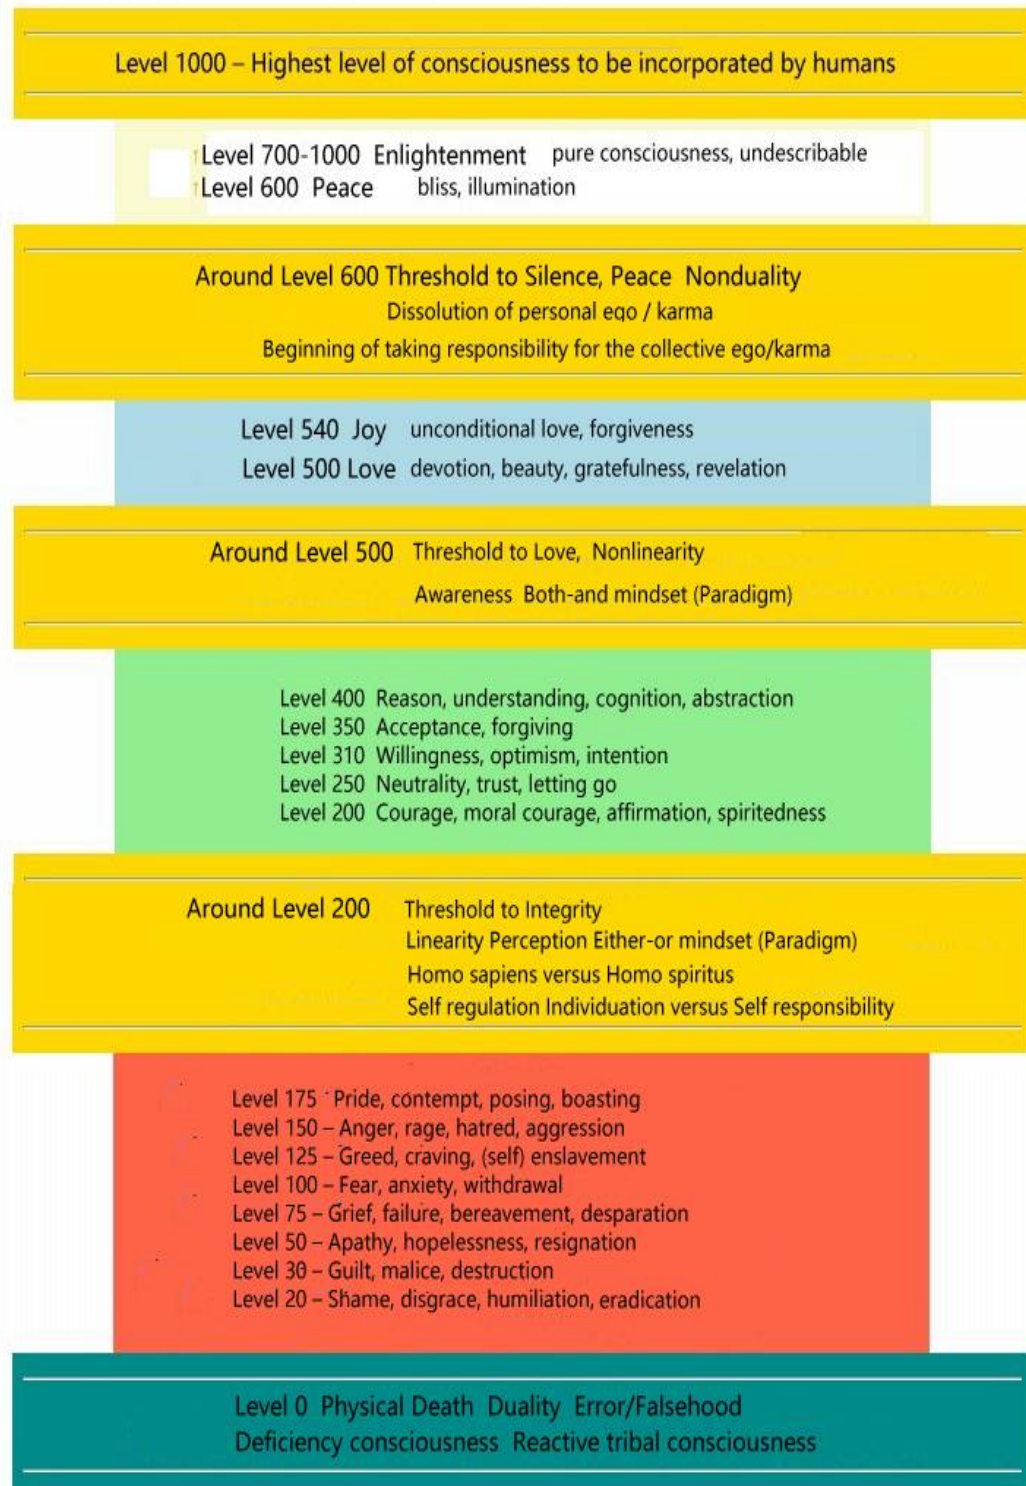 Level 1000 – Highest level of consciousness to be incorporated by humans
↑Level 700-1000 Enlightenment pure consciousness, undescribable
↑Level 600 Peace bliss, illumination
Around Level 600 Threshold to Silence, Peace Nonduality
Dissolution of personal ego / karma
Beginning of taking responsibility for the collective ego/karma
Level 540 Joy unconditional love, forgiveness
Level 500 Love devotion, beauty, gratefulness, revelation
Around Level 500 Threshold to Love, Nonlinearity
Awareness Both-and mindset (Paradigm)
Level 400 Reason, understanding, cognition, abstraction
Level 350 Acceptance, forgiving
Level 310 Willingness, optimism, intention
Level 250 Neutrality, trust, letting go
Level 200 Courage, moral courage, affirmation, spiritedness
Around Level 200 Threshold to Integrity
Linearity Perception Either-or mindset (Paradigm)
Homo sapiens versus Homo spiritus
Self regulation Individuation versus Self responsibility
Level 175 Pride, contempt, posing, boasting
Level 150 – Anger, rage, hatred, aggression
Level 125 – Greed, craving, (self) enslavement
Level 100 – Fear, anxiety, withdrawal
Level 75 – Grief, failure, bereavement, desparation
Level 50 – Apathy, hopelessness, resignation
Level 30 – Guilt, malice, destruction
Level 20 – Shame, disgrace, humiliation, eradication
Level 0 Physical Death Duality Error/Falsehood
Deficiency consciousness Reactive tribal consciousness